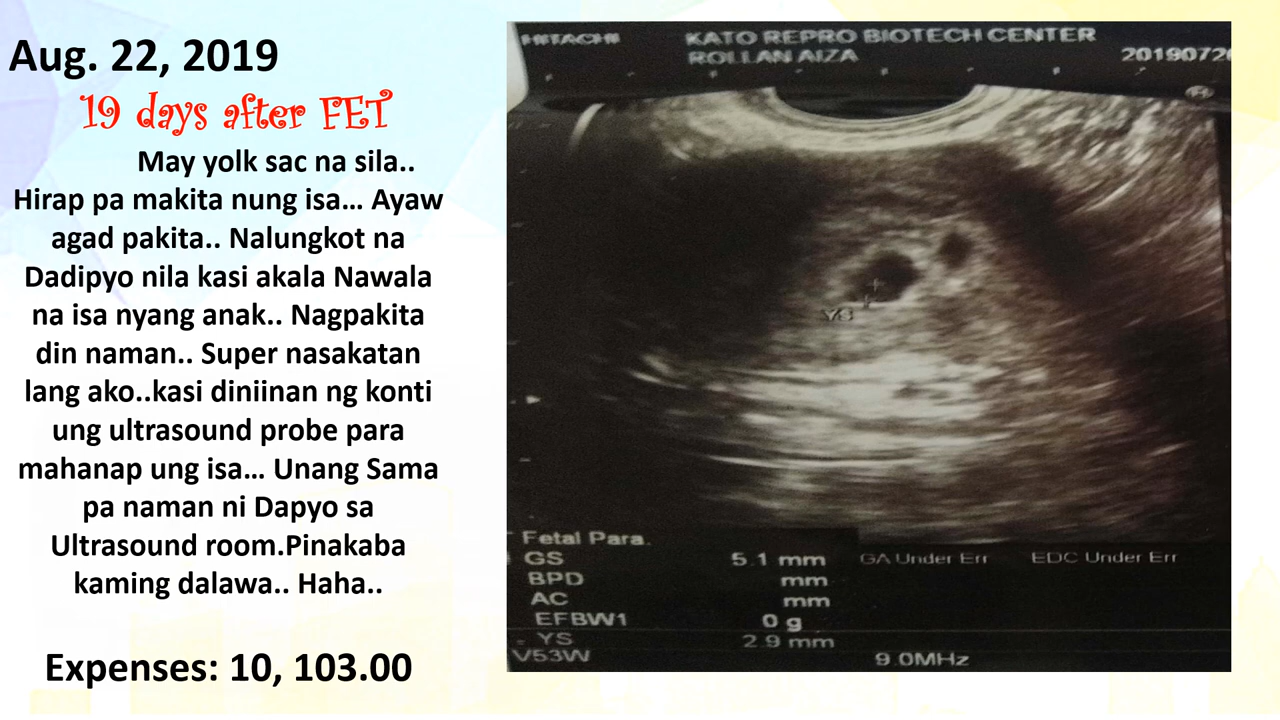 Aug. 22, 2019
19 days after FET
May yolk sac na sila..
Hirap pa makita nung isa... Ayaw
agad pakita.. Nalungkot na
Dadipyo nila kasi akala Nawala
na isa nyang anak.. Nagpakita
din naman.. Super nasakatan
lang ako..kasi diniinan ng konti
ung ultrasound probe para
mahanap ung isa... Unang Sama
pa naman ni Dapyo sa
Ultrasound room.Pinakaba
kaming dalawa.. Haha..
Expenses: 10, 103.00
HITACHI KATO REPRO BIOTECH CENTER
ROLLAN AIZA 2019072
H
YS
Fetal Para.
GS 5.1 mm GA Under Err EDC Under Err
BPD mm
AC mm
EFBW1 0 g
YS 2.9 mm
V53W 9.0MHz